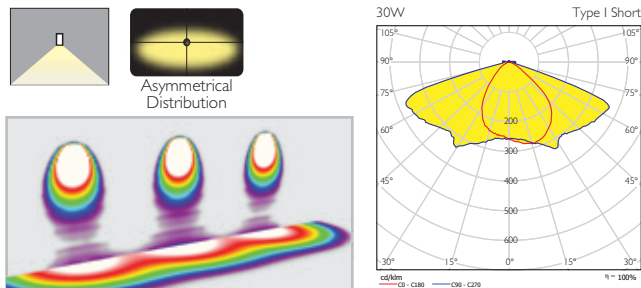 Asymmetrical
Distribution
30W Type I Short
105° 105°
90° 90°
75° 75°
60° 60°
45° 45°
200
300
400
500
600
30° 15° 0° 15° 30°
cd/klm η = 100%
C0 - C180 C90 - C270